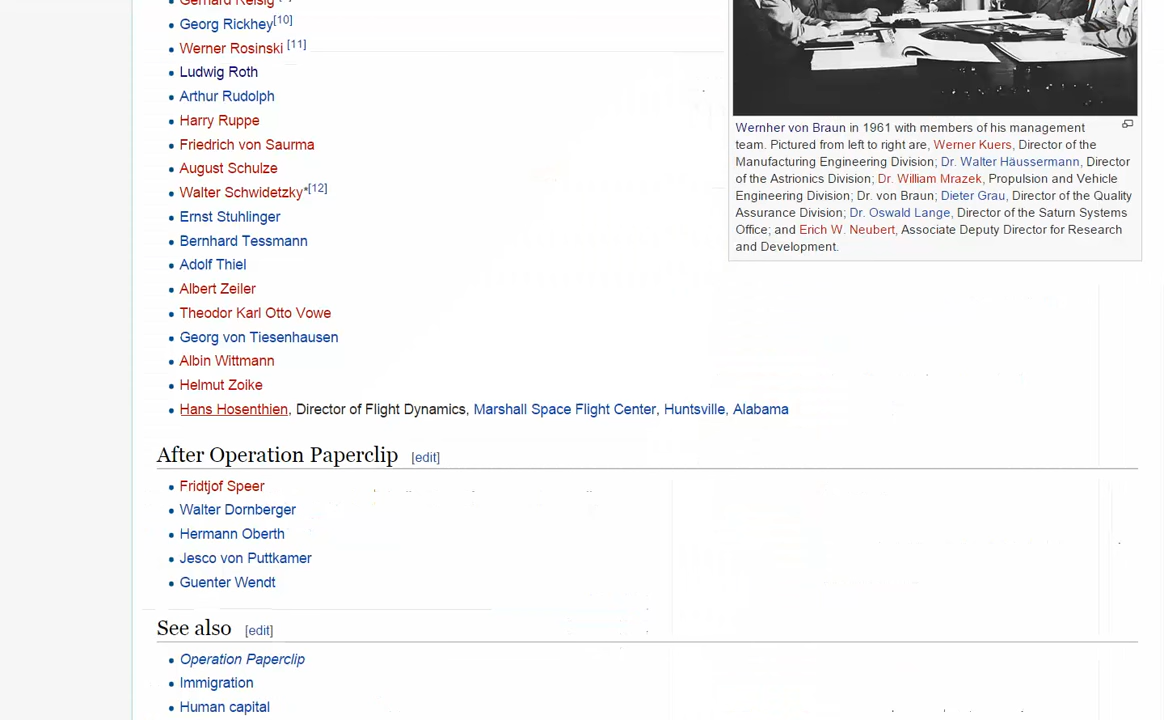 Gerhard Reisig
Georg Rickhey[10]
Werner Rosinski [11]
Ludwig Roth
Arthur Rudolph
Harry Ruppe
Friedrich von Saurma
August Schulze
Walter Schwidetzky*[12]
Ernst Stuhlinger
Bernhard Tessmann
Adolf Thiel
Albert Zeiler
Theodor Karl Otto Vowe
Georg von Tiesenhausen
Albin Wittmann
Helmut Zoike
Hans Hosenthien, Director of Flight Dynamics, Marshall Space Flight Center, Huntsville, Alabama
Wernher von Braun in 1961 with members of his management
team. Pictured from left to right are, Werner Kuers, Director of the
Manufacturing Engineering Division; Dr. Walter Häussermann, Director
of the Astrionics Division; Dr. William Mrazek, Propulsion and Vehicle
Engineering Division; Dr. von Braun; Dieter Grau, Director of the Quality
Assurance Division; Dr. Oswald Lange, Director of the Saturn Systems
Office; and Erich W. Neubert, Associate Deputy Director for Research
and Development.
After Operation Paperclip [edit]
Fridtjof Speer
Walter Dornberger
Hermann Oberth
Jesco von Puttkamer
Guenter Wendt
See also [edit]
Operation Paperclip
Immigration
Human capital